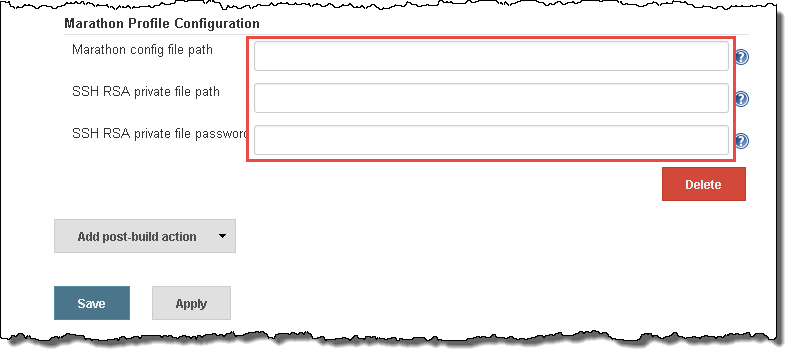 Marathon Profile Configuration
Marathon config file path
?
SSH RSA private file path
?
SSH RSA private file password
?
Delete
Add post-build action
Save
Apply